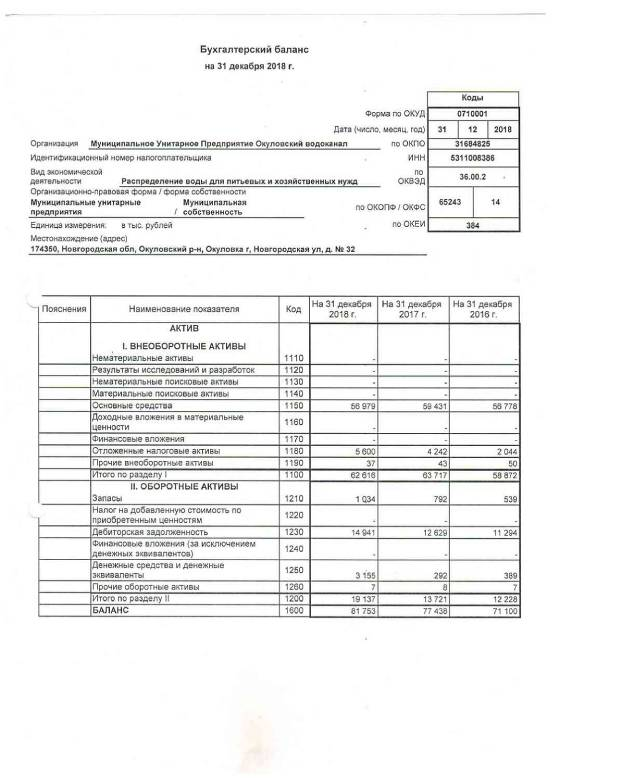 Бухгалтерский баланс
на 31 декабря 2018 г.
Коды
Форма по ОКУД 0710001
Дата (число, месяц, год) 31 12 2018
Организация Муниципальное Унитарное Предприятие Окуловский водоканал по ОКПО 31684825
Идентификационный номер налогоплательщика ИНН 5311008386
Вид экономической деятельности Распределение воды для питьевых и хозяйственных нужд по ОКВЭД 36.00.2
Организационно-правовая форма / форма собственности
Муниципальные унитарные предприятия / Муниципальная собственность по ОКОПФ / ОКФС 65243 14
Единица измерения: в тыс. рублей по ОКЕИ 384
Местонахождение (адрес)
174350, Новгородская обл, Окуловский р-н, Окуловка г, Новгородская ул, д. № 32
Пояснения Наименование показателя Код На 31 декабря 2018 г. На 31 декабря 2017 г. На 31 декабря 2016 г.
АКТИВ
I. ВНЕОБОРОТНЫЕ АКТИВЫ
Нематериальные активы 1110 - - -
Результаты исследований и разработок 1120 - - -
Нематериальные поисковые активы 1130 - - -
Материальные поисковые активы 1140 - - -
Основные средства 1150 56 979 59 431 56 778
Доходные вложения в материальные ценности 1160 - - -
Финансовые вложения 1170 - - -
Отложенные налоговые активы 1180 5 600 4 242 2 044
Прочие внеоборотные активы 1190 37 43 50
Итого по разделу I 1100 62 616 63 717 58 872
II. ОБОРОТНЫЕ АКТИВЫ
Запасы 1210 1 034 792 539
Налог на добавленную стоимость по приобретенным ценностям 1220 - - -
Дебиторская задолженность 1230 14 941 12 629 11 294
Финансовые вложения (за исключением денежных эквивалентов) 1240 - - -
Денежные средства и денежные эквиваленты 1250 3 155 292 389
Прочие оборотные активы 1260 7 8 7
Итого по разделу II 1200 19 137 13 721 12 228
БАЛАНС 1600 81 753 77 438 71 100